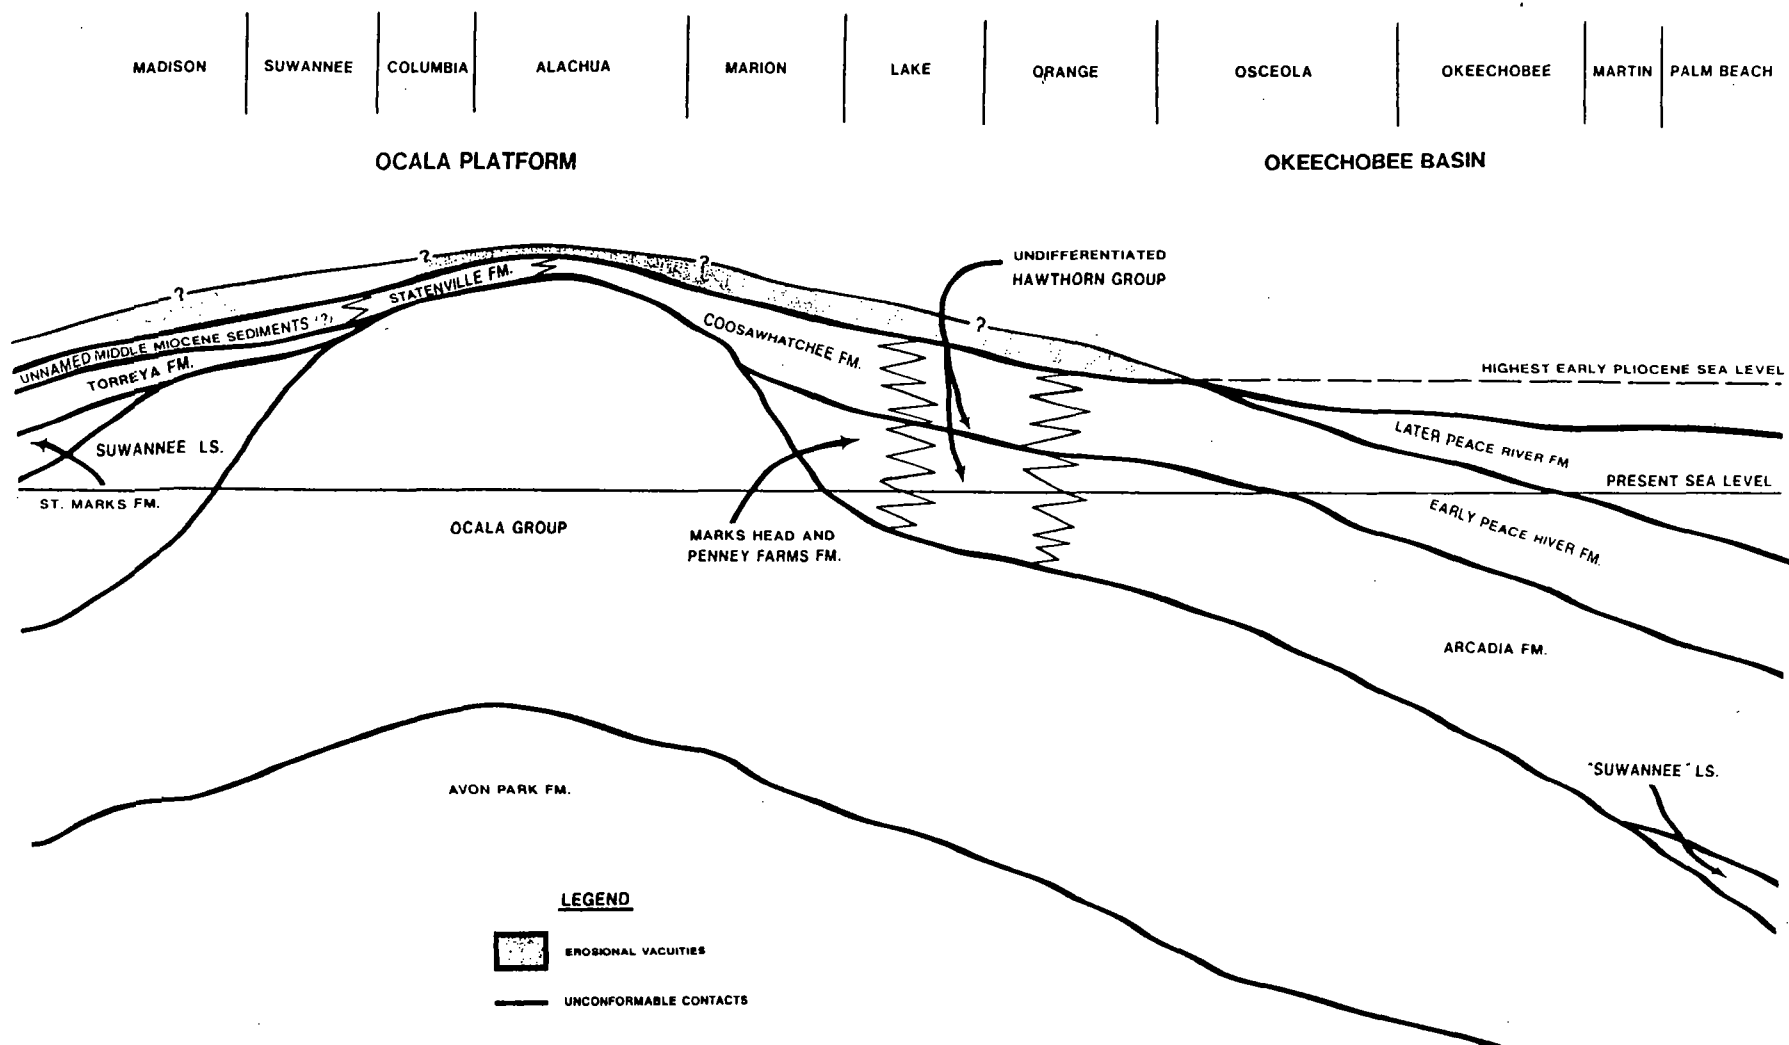 MADISON
SUWANNEE
COLUMBIA
ALACHUA
MARION
LAKE
ORANGE
OSCEOLA
OKEECHOBEE
MARTIN
PALM BEACH
OCALA PLATFORM
OKEECHOBEE BASIN
?
?
?
?
UNDIFFERENTIATED
HAWTHORN GROUP
STATENVILLE FM.
UNNAMED MIDDLE MIOCENE SEDIMENTS (?)
TORREYA FM.
COOSAWHATCHEE FM.
HIGHEST EARLY PLIOCENE SEA LEVEL
LATER PEACE RIVER FM
SUWANNEE LS.
PRESENT SEA LEVEL
ST. MARKS FM.
OCALA GROUP
MARKS HEAD AND
PENNEY FARMS FM.
EARLY PEACE RIVER FM.
ARCADIA FM.
"SUWANNEE" LS.
AVON PARK FM.
LEGEND
EROSIONAL VACUITIES
UNCONFORMABLE CONTACTS